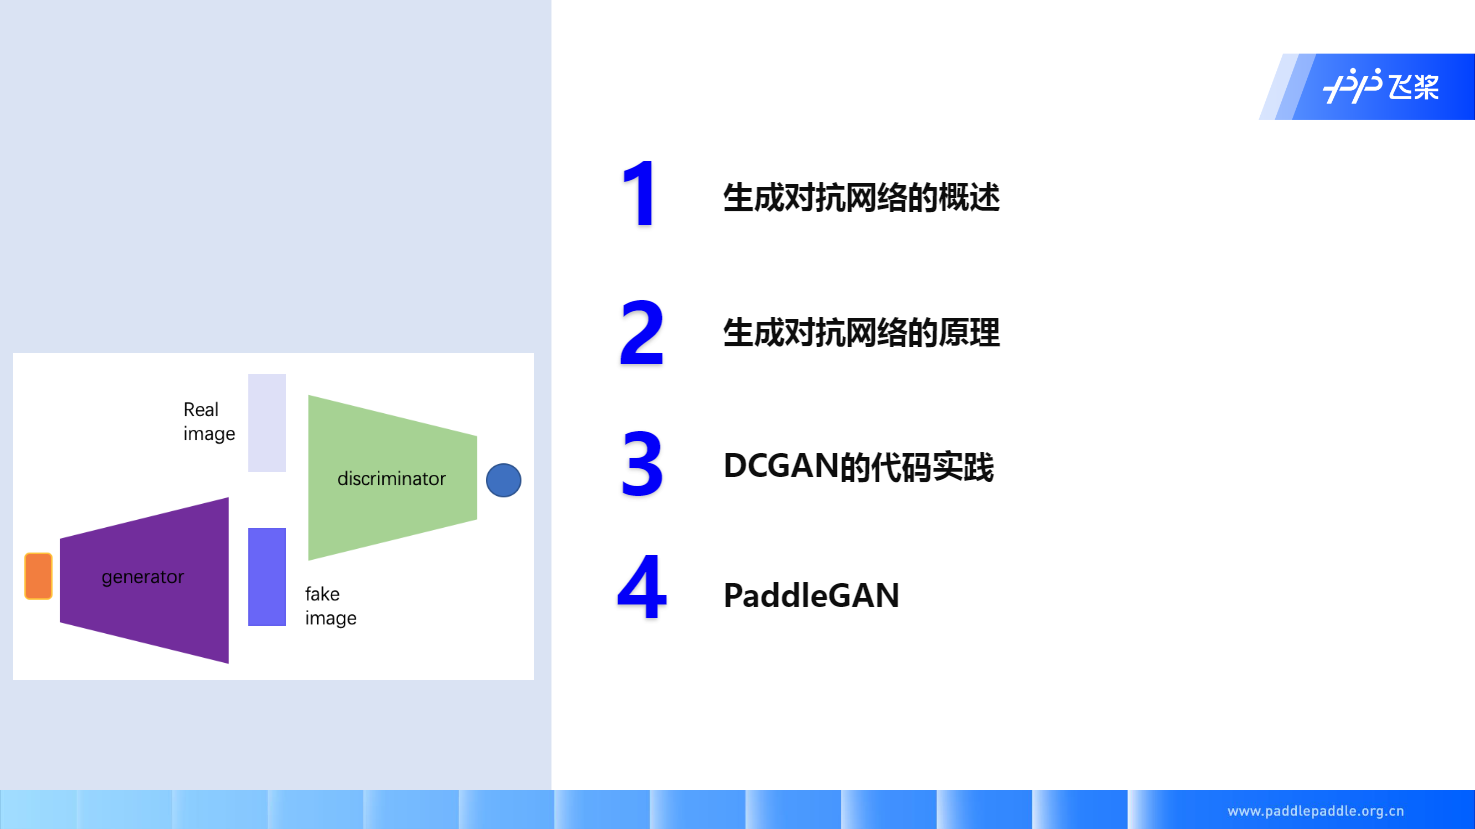 飞桨
1
生成对抗网络的概述
2
生成对抗网络的原理
3
DCGAN的代码实践
4
PaddleGAN
Real
image
discriminator
generator
fake
image
www.paddlepaddle.org.cn